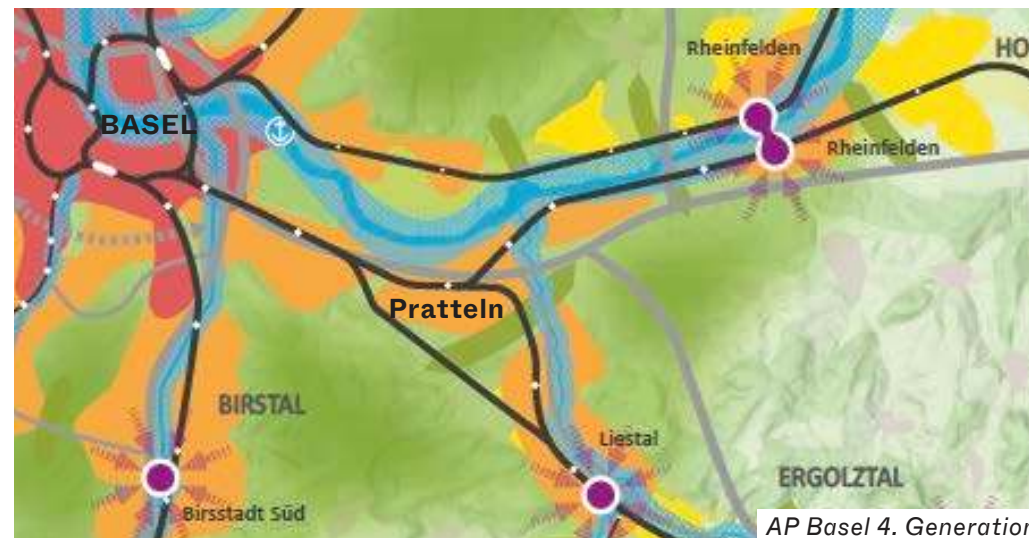 Rheinfelden
HO
BASEL
Rheinfelden
Pratteln
BIRSTAL
Liestal
ERGOLZTAL
Birsstadt Süd
AP Basel 4. Generation